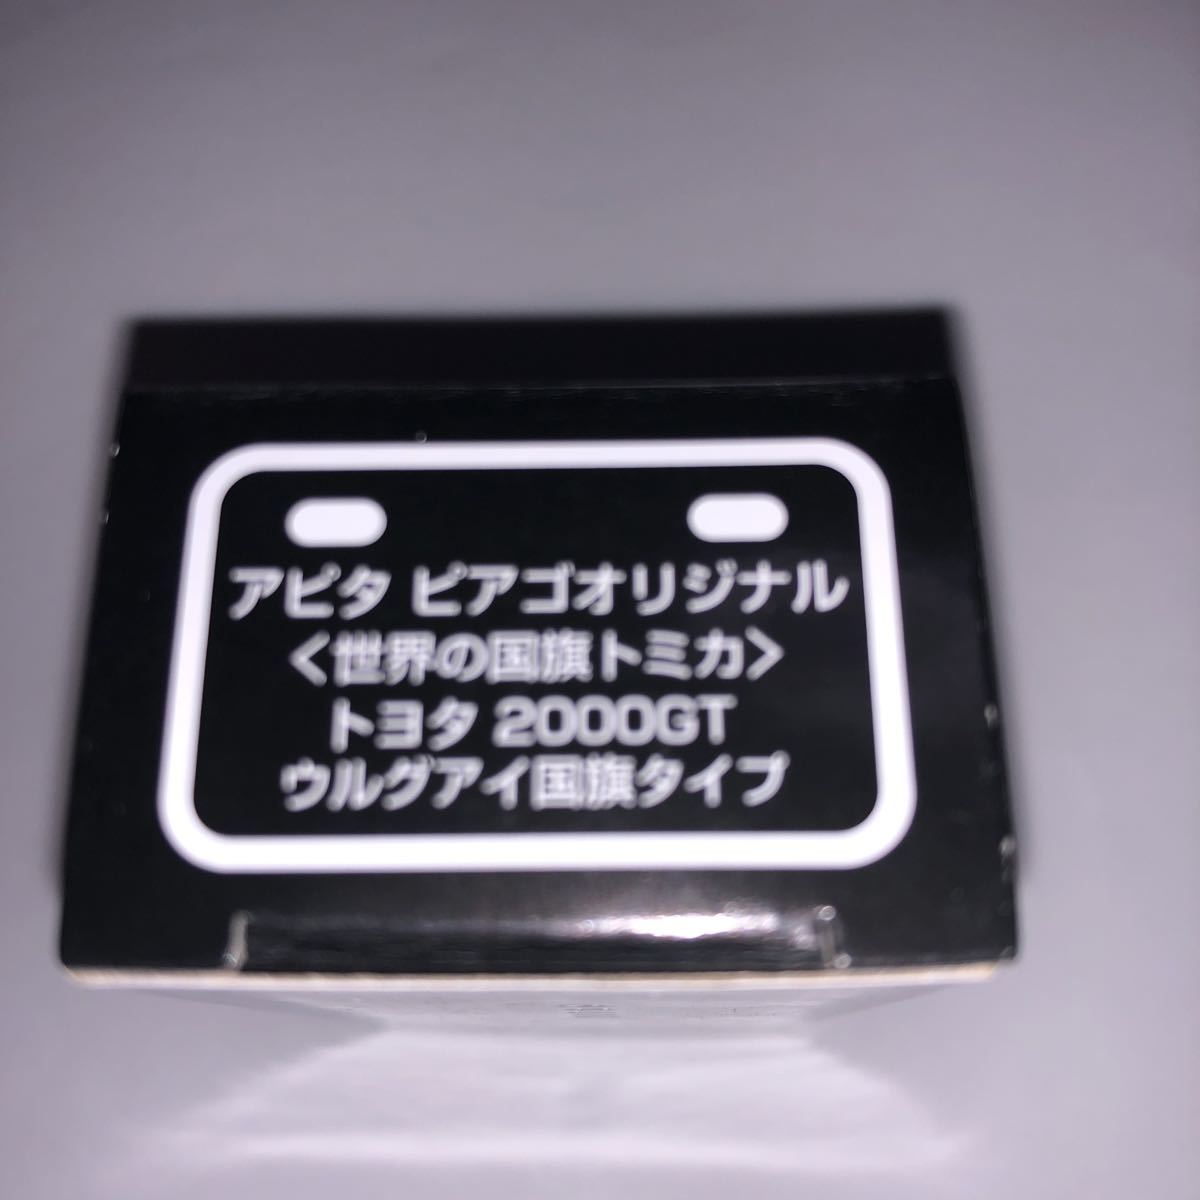 アピタ ピアゴオリジナル
<世界の国旗トミカ>
トヨタ 2000GT
ウルグアイ国旗タイプ